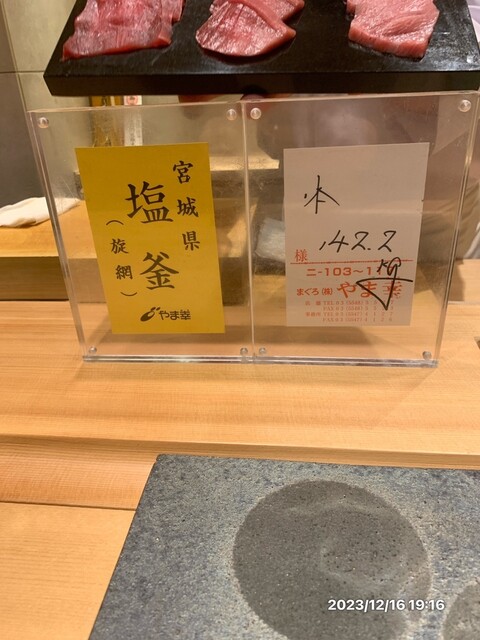 宮城県
塩釜
（旋網）
やま幸
本
142.2
kg
様
ニ-103〜1
まぐろ(株)やま幸
2023/12/16 19:16